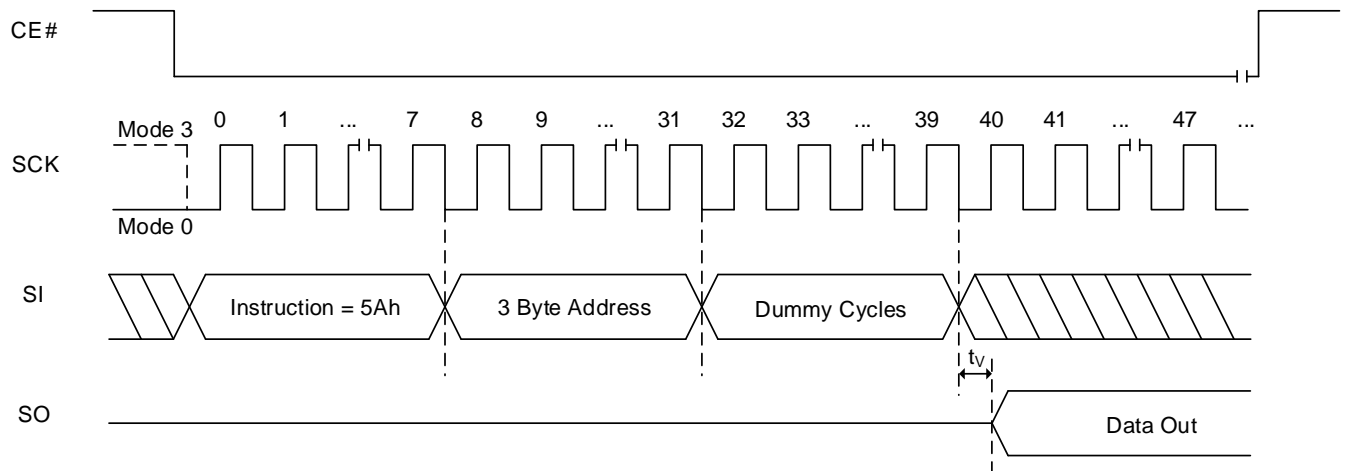 CE#
Mode 3 0 1 ... 7 8 9 ... 31 32 33 ... 39 40 41 ... 47 ...
SCK
Mode 0
SI Instruction = 5Ah 3 Byte Address Dummy Cycles
tV
SO Data Out